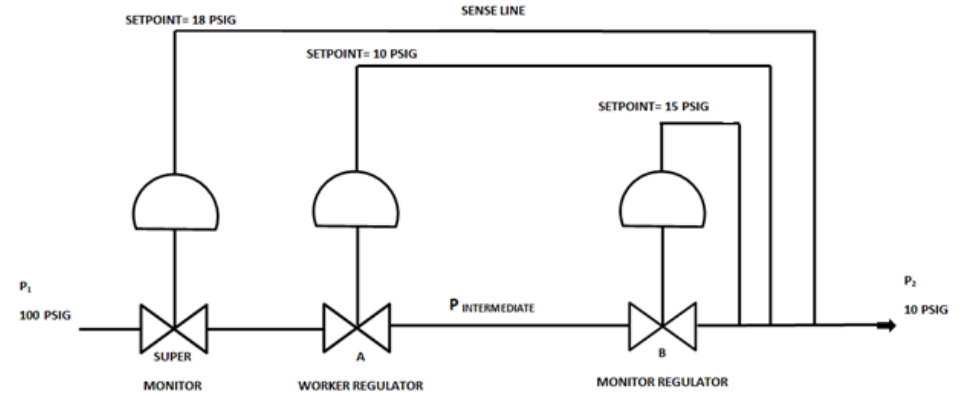 SENSE LINE
SETPOINT= 18 PSIG
SETPOINT= 10 PSIG
SETPOINT= 15 PSIG
P1
100 PSIG
P INTERMEDIATE
P2
10 PSIG
SUPER
MONITOR
A
WORKER REGULATOR
B
MONITOR REGULATOR